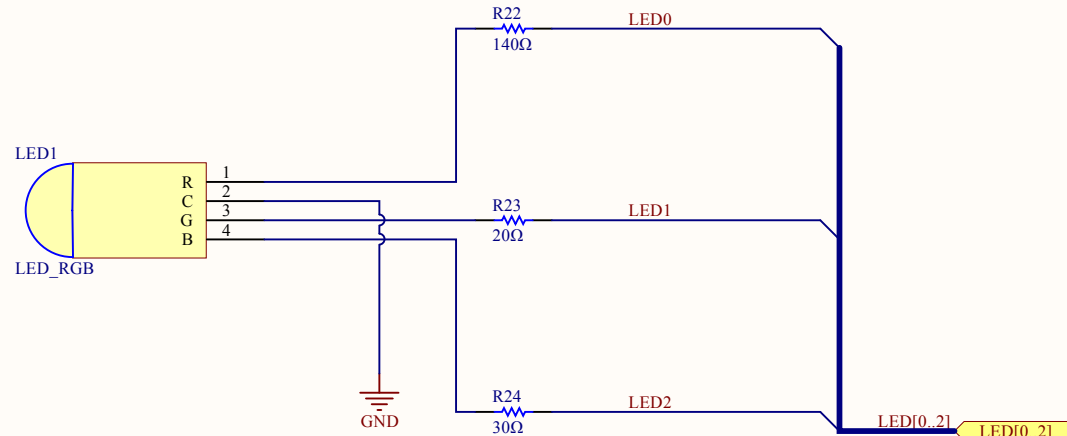 R22
LED0
140Ω
LED1
1
R
2
C
3
G
4
B
LED_RGB
R23
LED1
20Ω
GND
R24
LED2
30Ω
LED[0..2]
LED[0..2]